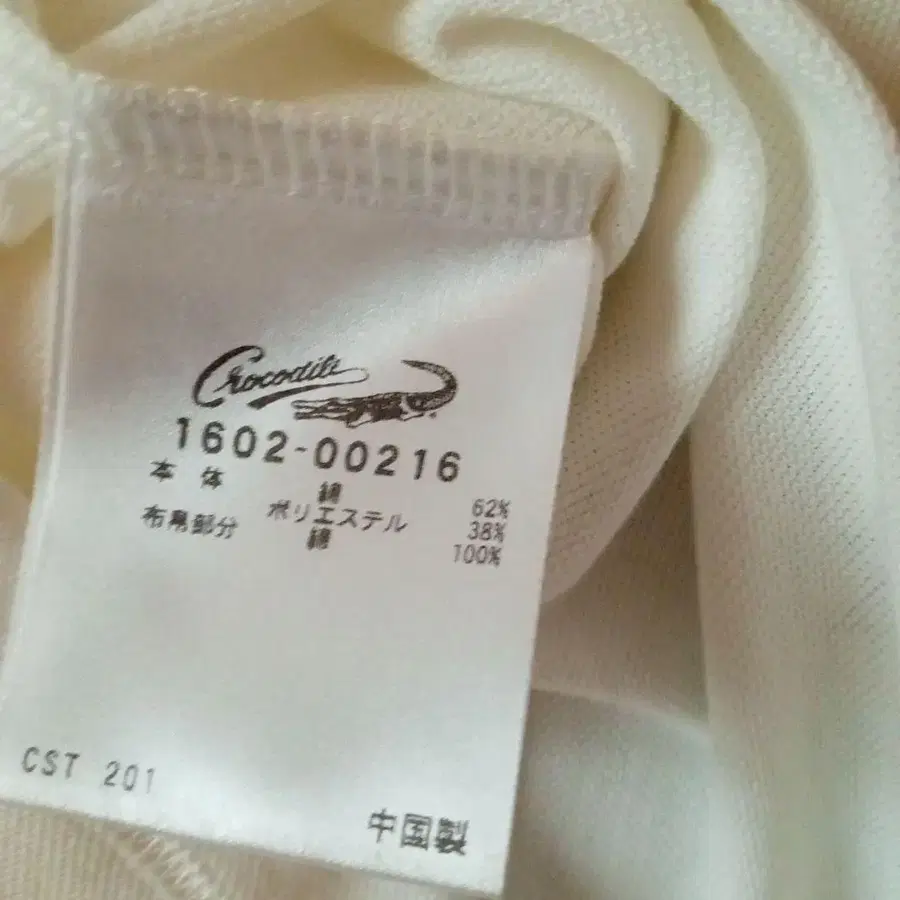 Crocodile
1602-00216
本体 綿 62%
ポリエステル 38%
布帛部分 綿 100%
CST 201
中国製